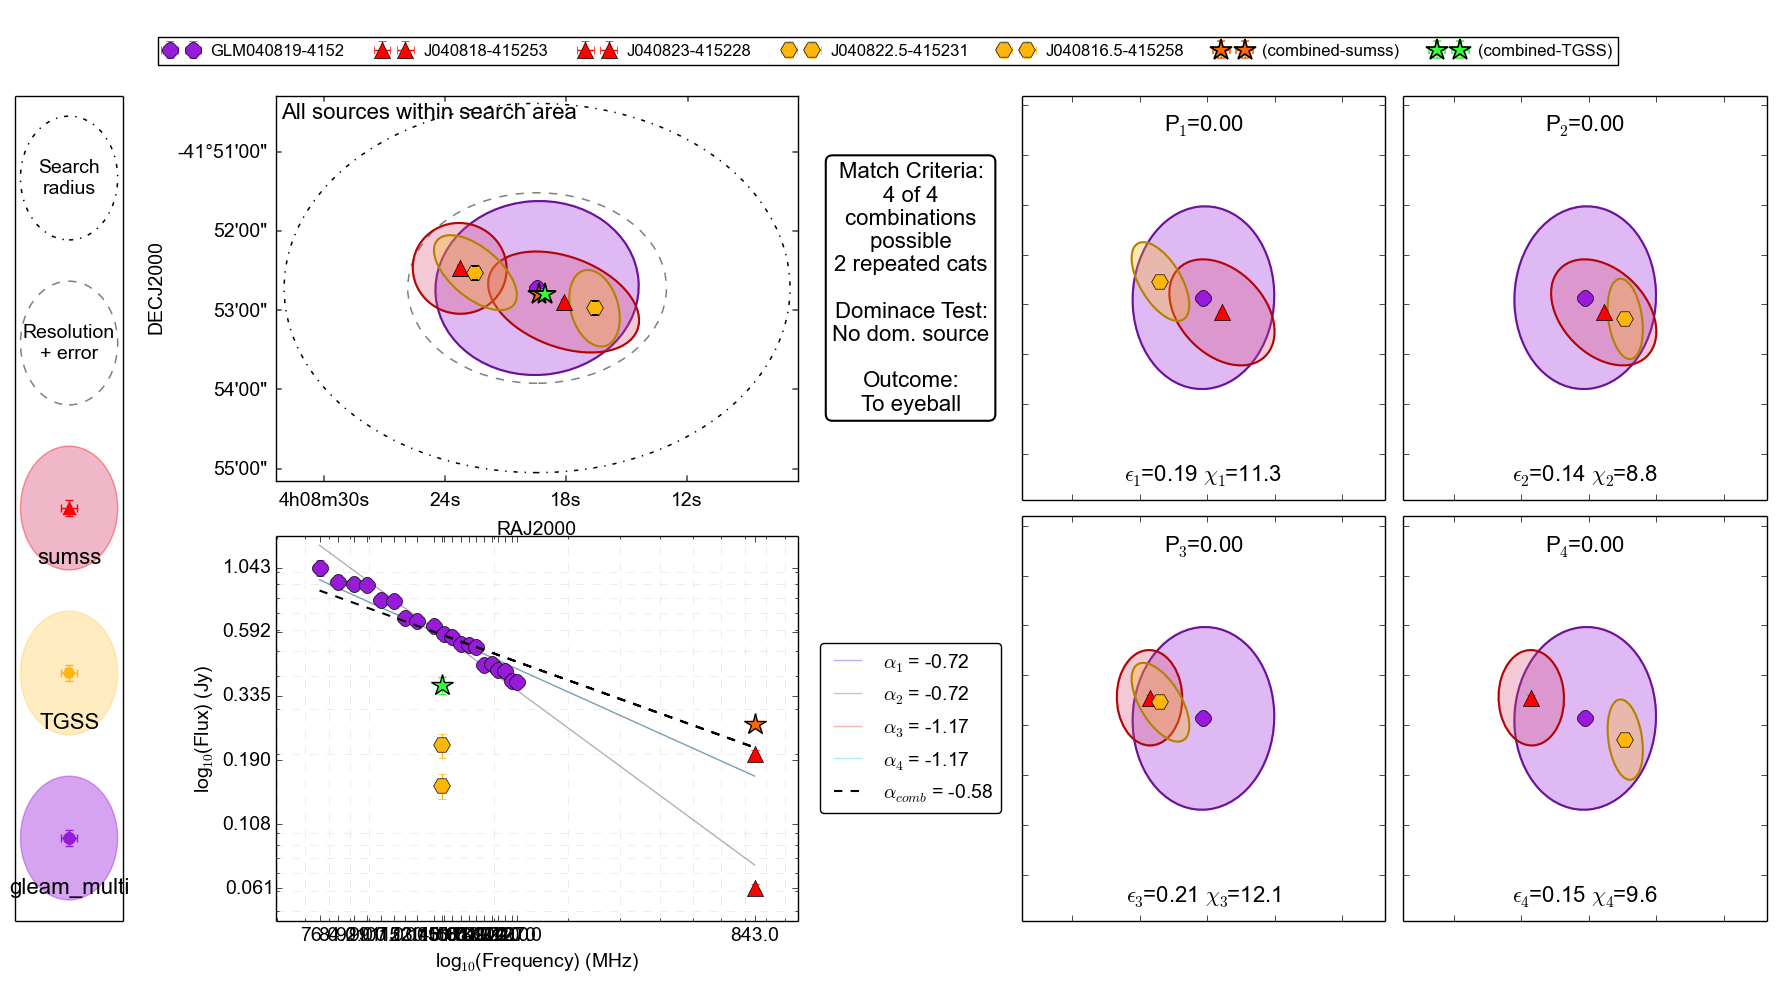 GLM040819-4152 J040818-415253 J040823-415228 J040822.5-415231 J040816.5-415258 (combined-sumss) (combined-TGSS)
Search
radius
Resolution
+ error
sumss
TGSS
gleam_multi
All sources within search area
DECJ2000
-41°51'00"
52'00"
53'00"
54'00"
55'00"
4h08m30s 24s 18s 12s
RAJ2000
Match Criteria:
4 of 4
combinations
possible
2 repeated cats
Dominace Test:
No dom. source
Outcome:
To eyeball
P1=0.00
ϵ1=0.19 χ1=11.3
P2=0.00
ϵ2=0.14 χ2=8.8
log10(Flux) (Jy)
1.043
0.592
0.335
0.190
0.108
0.061
843.0
log10(Frequency) (MHz)
α1 = -0.72
α2 = -0.72
α3 = -1.17
α4 = -1.17
αcomb = -0.58
P3=0.00
ϵ3=0.21 χ3=12.1
P4=0.00
ϵ4=0.15 χ4=9.6